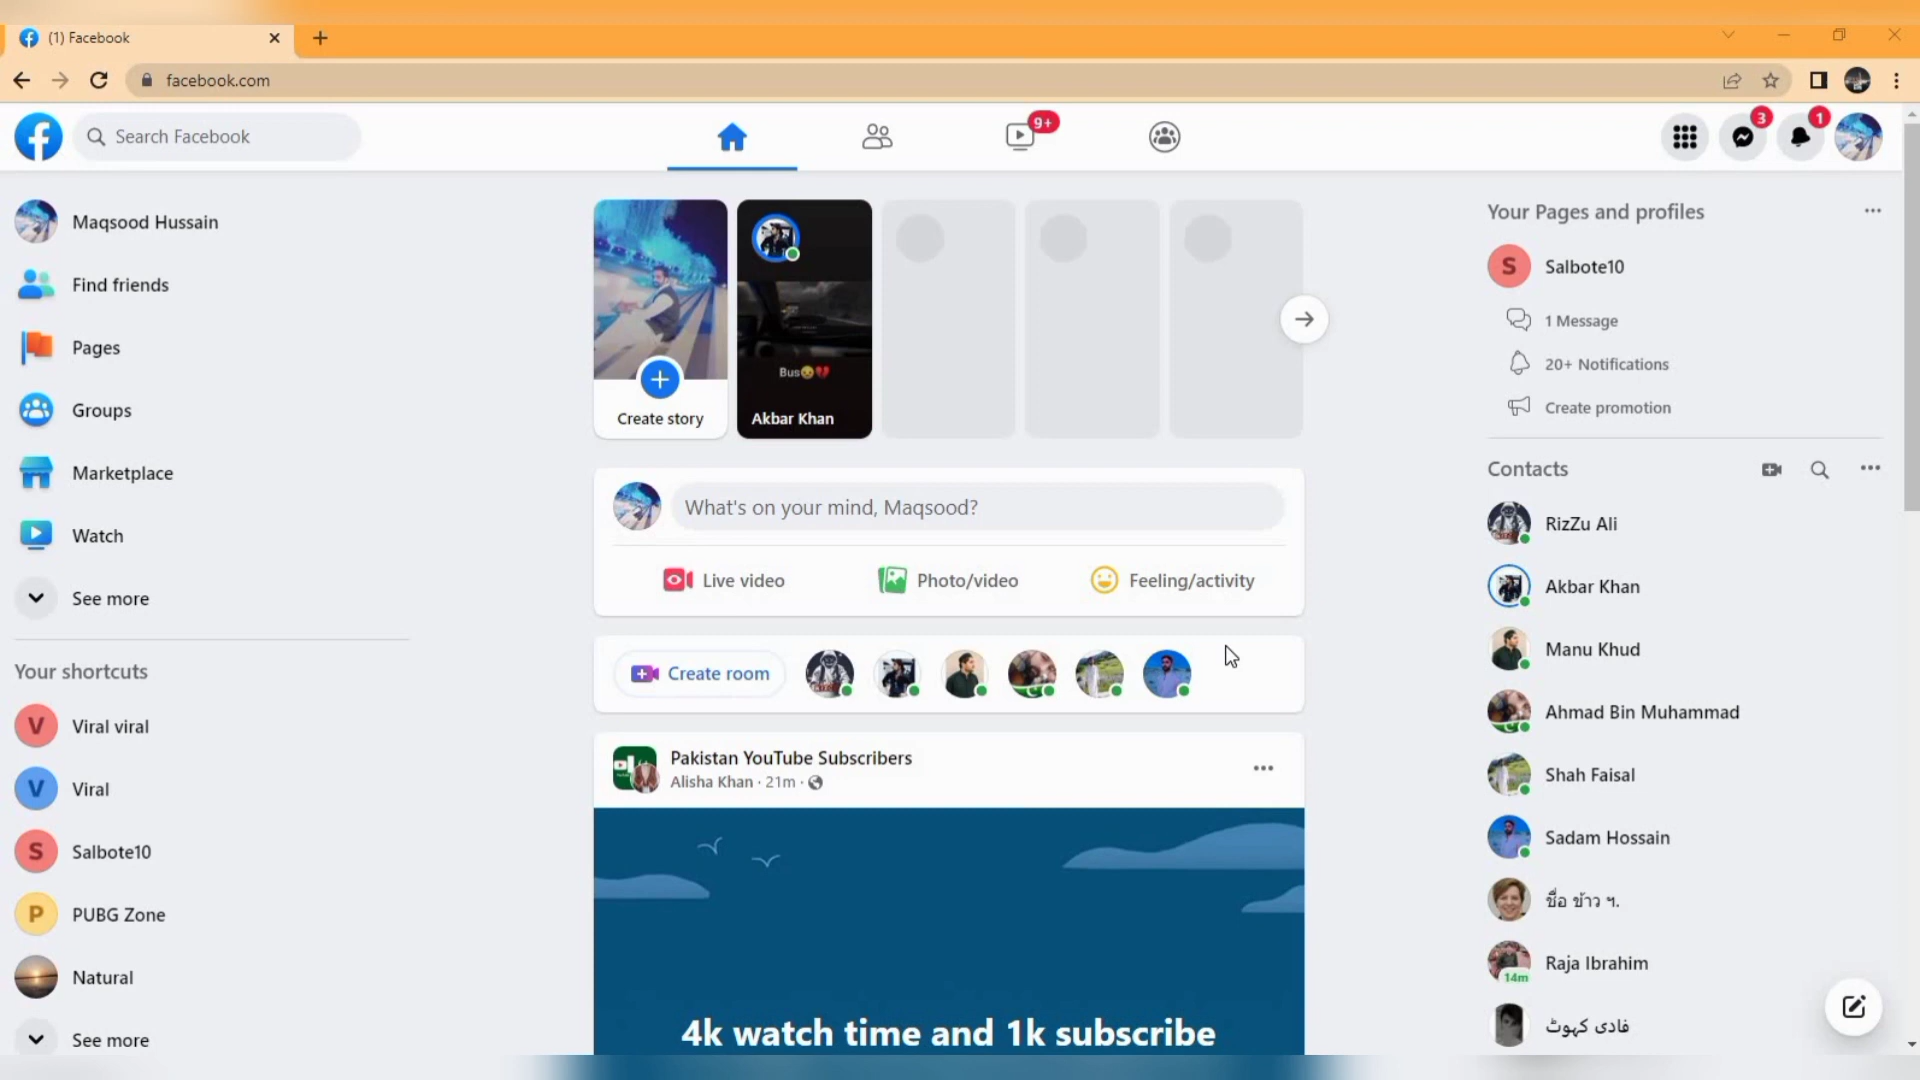 (1) Facebook
facebook.com
Search Facebook
9+
3
1
Maqsood Hussain
Find friends
Pages
Groups
Marketplace
Watch
See more
Your shortcuts
V Viral viral
V Viral
S Salbote10
P PUBG Zone
Natural
See more
Bus
Create story
Akbar Khan
What's on your mind, Maqsood?
Live video
Photo/video
Feeling/activity
Create room
Pakistan YouTube Subscribers
Alisha Khan · 21m ·
4k watch time and 1k subscribe
Your Pages and profiles
S Salbote10
1 Message
20+ Notifications
Create promotion
Contacts
RizZu Ali
Akbar Khan
Manu Khud
Ahmad Bin Muhammad
Shah Faisal
Sadam Hossain
ชื่อ ข้าว ฯ.
Raja Ibrahim
14m
فادی کہوٹ